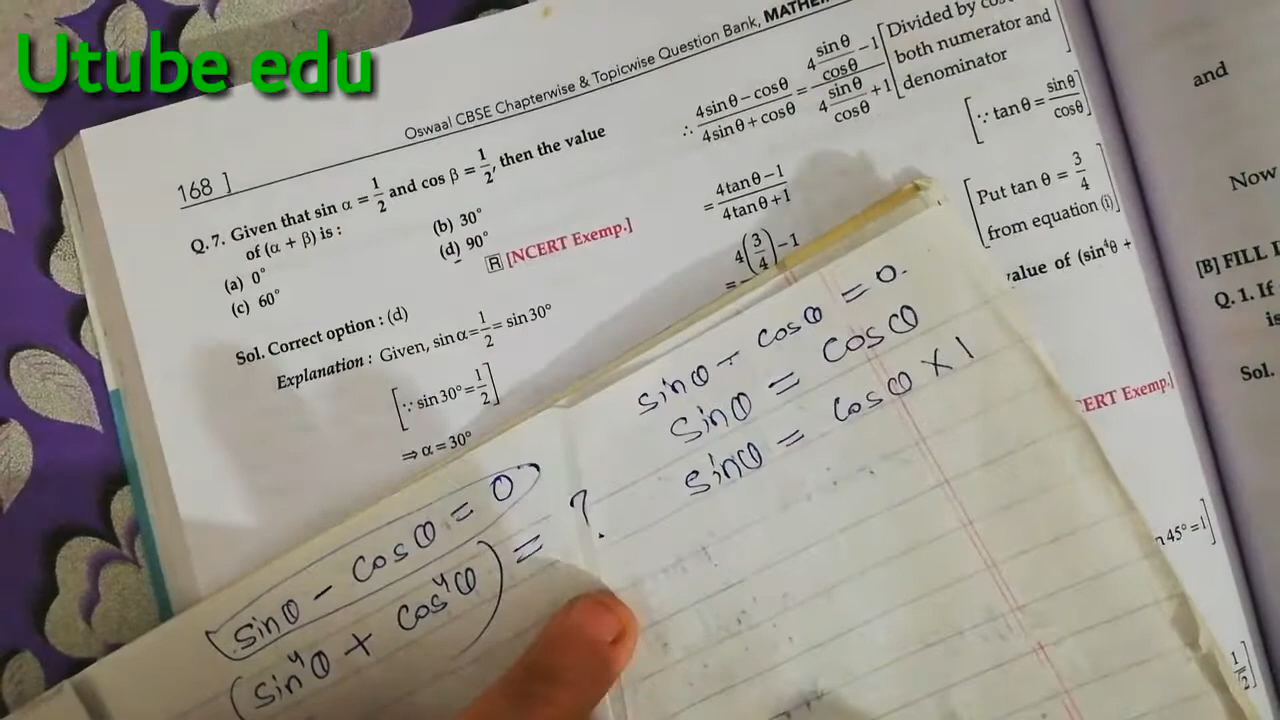 Utube edu
Oswaal CBSE Chapterwise & Topicwise Question Bank, MATHE
168 ]
Q. 7. Given that sin α = 1/2 and cos β = 1/2, then the value
of (α + β) is :
(a) 0° (b) 30°
(c) 60° (d) 90°
R [NCERT Exemp.]
Sol. Correct option : (d)
Explanation : Given, sin α = 1/2 = sin 30°
[∵ sin 30° = 1/2]
⇒ α = 30°
∴ (4sinθ − cosθ)/(4sinθ + cosθ) = (4 sinθ/cosθ − 1)/(4 sinθ/cosθ + 1) [Divided by cos
both numerator and
denominator]
[∵ tanθ = sinθ/cosθ]
= (4tanθ − 1)/(4tanθ + 1)
[Put tan θ = 3/4
from equation (i)]
= 4(3/4) − 1
value of (sin⁴θ +
ERT Exemp.]
n 45° = 1]
1/2]
and
Now
[B] FILL I
Q. 1. If
is
Sol.
sinθ − cosθ = 0
(sin⁴θ + cos⁴θ) = ?
sinθ − cosθ = 0.
sinθ = cosθ
sinθ = cosθ × 1